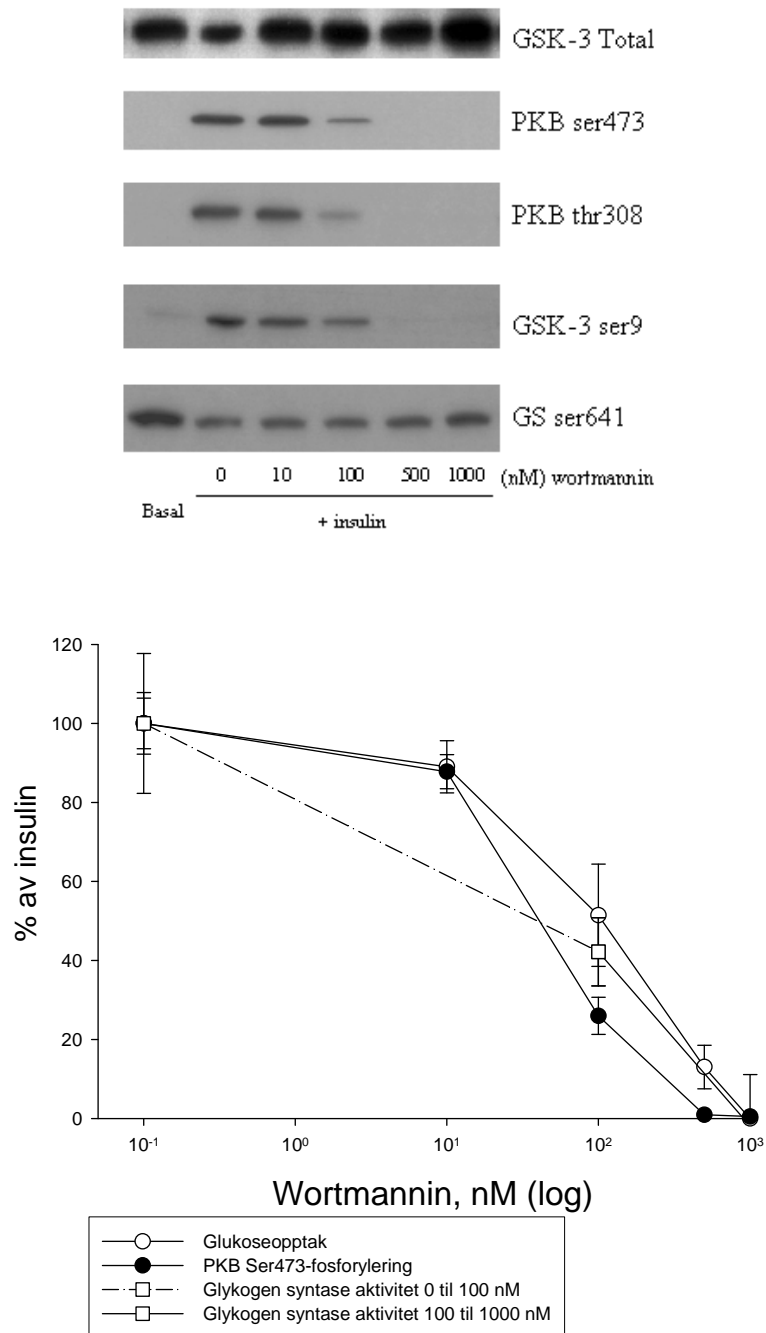 GSK-3 Total
PKB ser473
PKB thr308
GSK-3 ser9
GS ser641
0 10 100 500 1000 (nM) wortmannin
Basal
+ insulin
120
100
80
60
40
20
0
% av insulin
10-1 100 101 102 103
Wortmannin, nM (log)
Glukoseopptak
PKB Ser473-fosforylering
Glykogen syntase aktivitet 0 til 100 nM
Glykogen syntase aktivitet 100 til 1000 nM